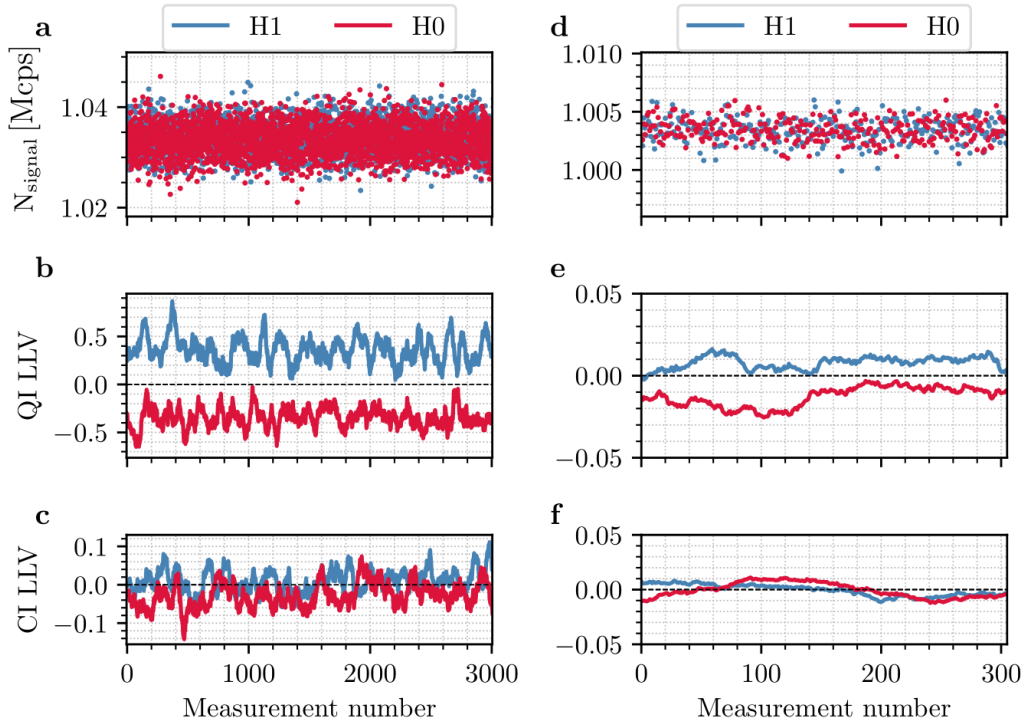 a
H1 H0
N_signal [Mcps]
1.04
1.02
b
QI LLV
0.5
0.0
−0.5
c
CI LLV
0.1
0.0
−0.1
0 1000 2000 3000
Measurement number
d
H1 H0
1.010
1.005
1.000
e
0.05
0.00
−0.05
f
0.05
0.00
−0.05
0 100 200 300
Measurement number